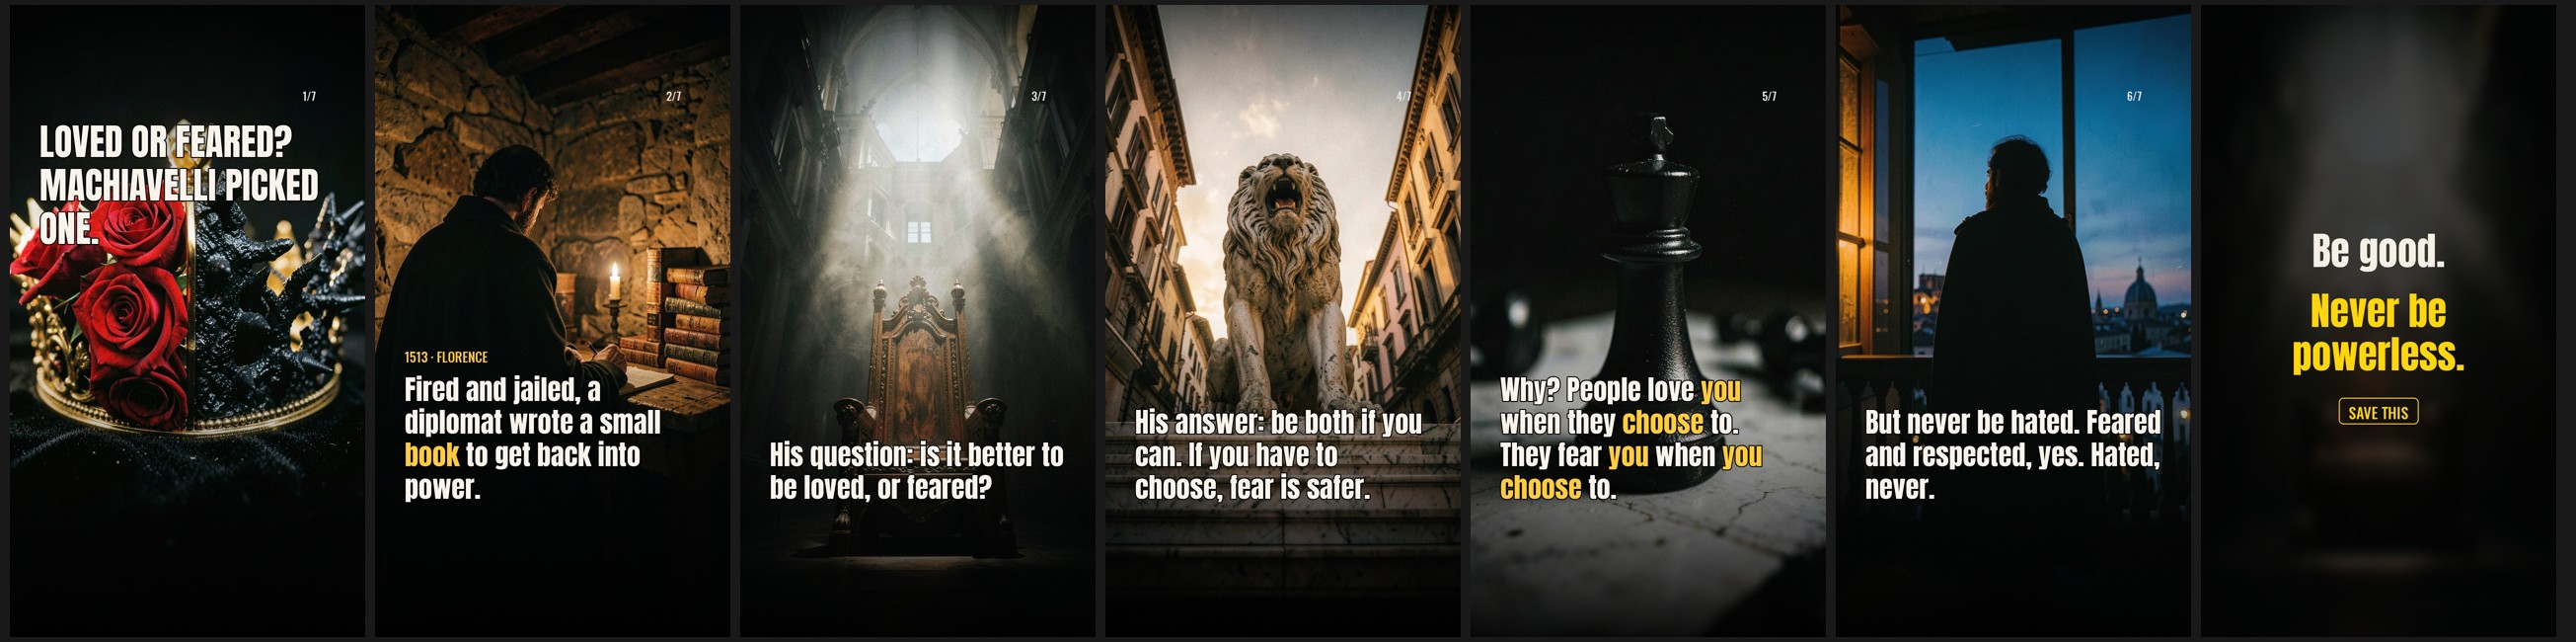 1/7
LOVED OR FEARED?
MACHIAVELLI PICKED
ONE.
2/7
1513 · FLORENCE
Fired and jailed, a
diplomat wrote a small
book to get back into
power.
3/7
His question: is it better to
be loved, or feared?
4/7
His answer: be both if you
can. If you have to
choose, fear is safer.
5/7
Why? People love you
when they choose to.
They fear you when you
choose to.
6/7
But never be hated. Feared
and respected, yes. Hated,
never.
Be good.
Never be
powerless.
SAVE THIS